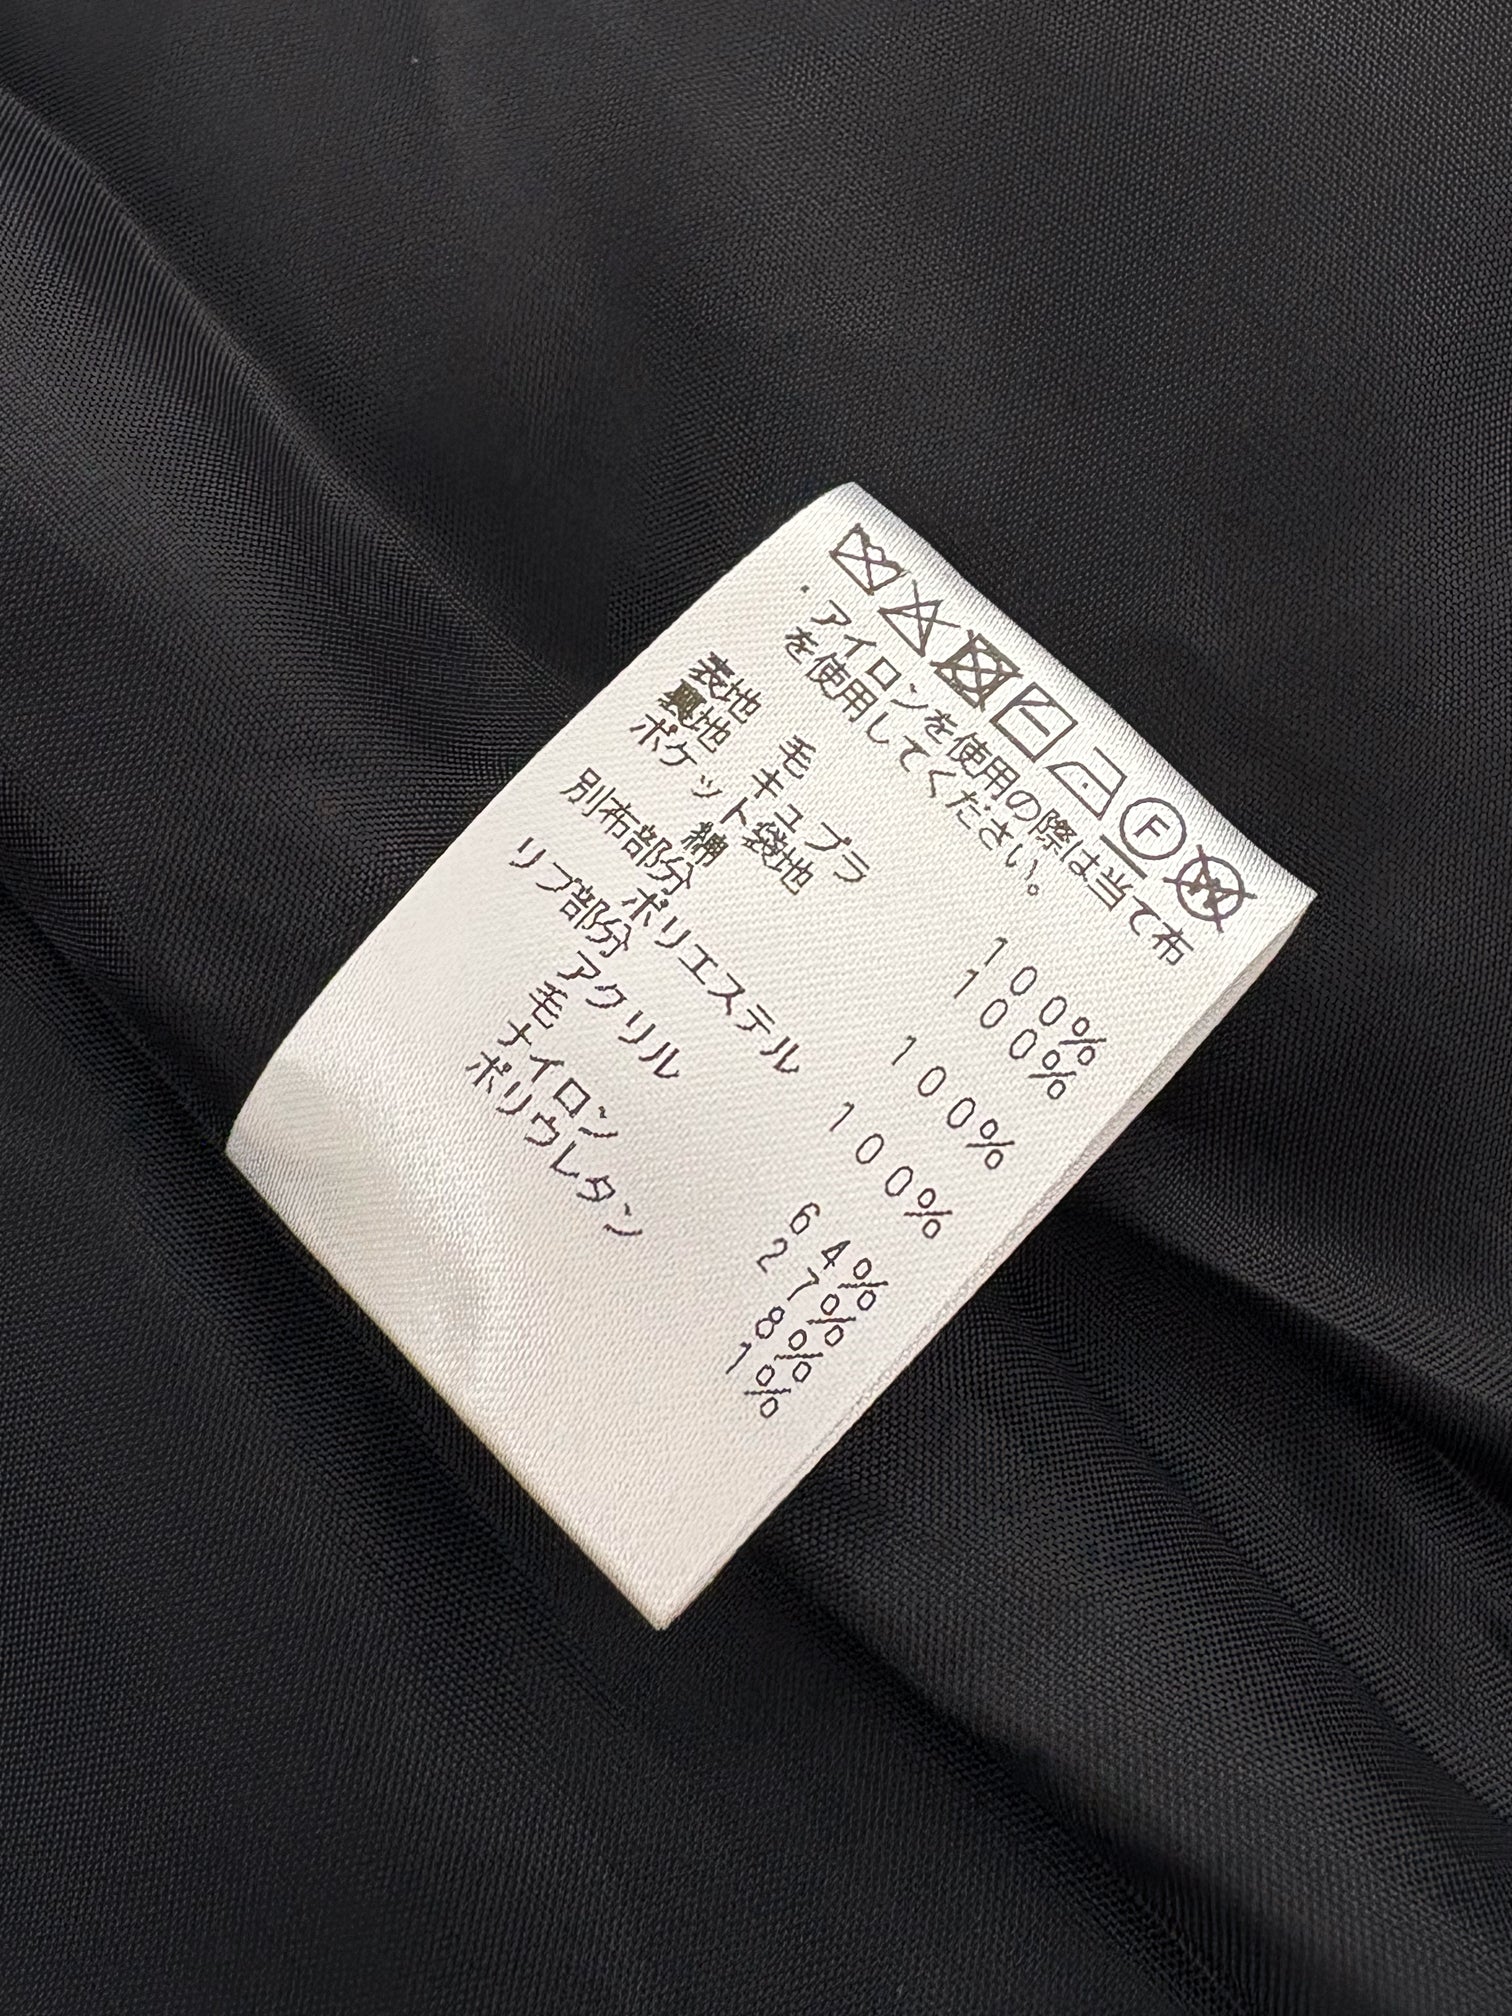 F W
アイロンを使用の際は当て布
を使用してください。
表地 毛 100%
裏地 キュプラ 100%
ポケット袋地
綿 100%
別布部分
ポリエステル 100%
リブ部分
アクリル 64%
毛 27%
ナイロン 8%
ポリウレタン 1%